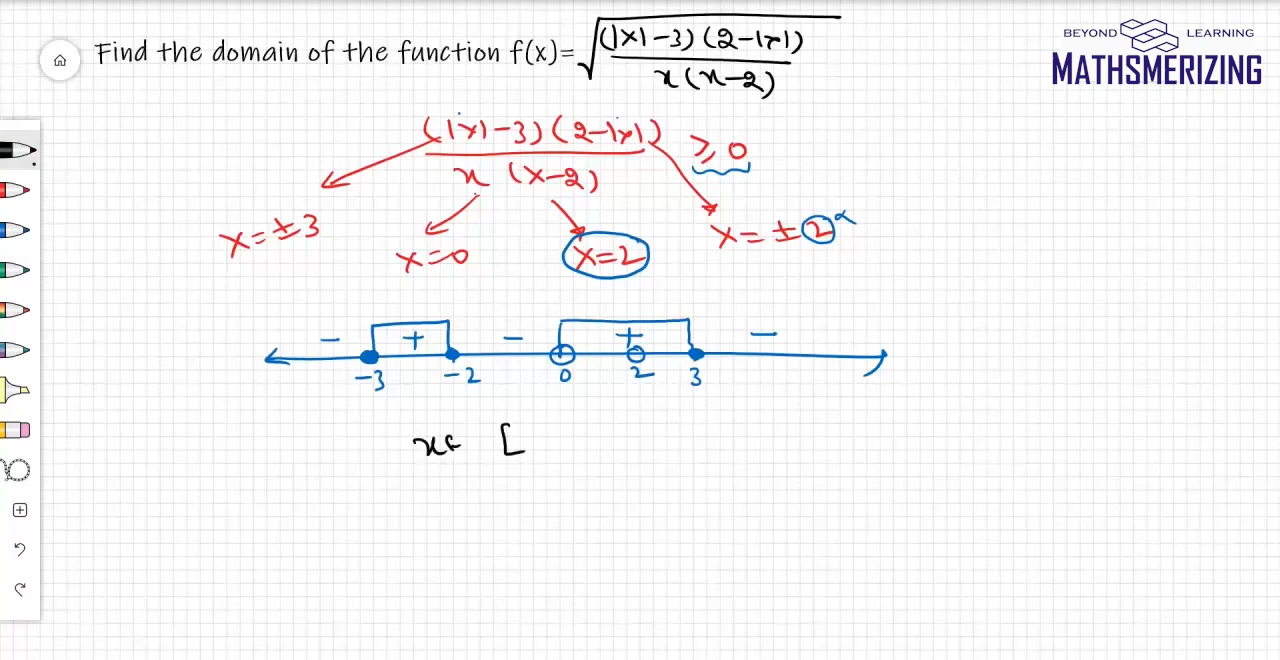 Find the domain of the function f(x)= √((|x|-3)(2-|x|) / x(x-2))
BEYOND LEARNING
MATHSMERIZING
(|x|-3)(2-|x|) / x (x-2) ≥ 0
x = ±3
x=0
x=2
x = ± 2
- + - + -
-3 -2 0 2 3
x∈ [